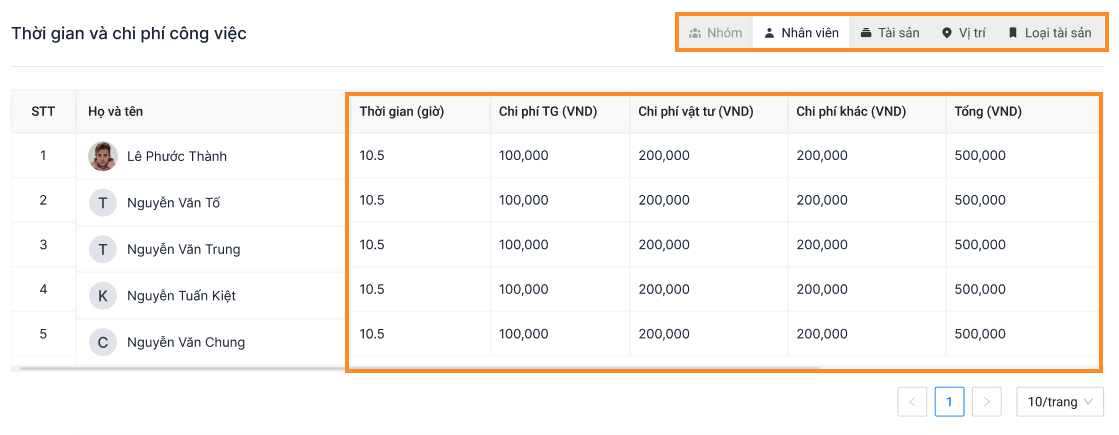 Thời gian và chi phí công việc
Nhóm Nhân viên Tài sản Vị trí Loại tài sản
STT Họ và tên Thời gian (giờ) Chi phí TG (VND) Chi phí vật tư (VND) Chi phí khác (VND) Tổng (VND)
1 Lê Phước Thành 10.5 100,000 200,000 200,000 500,000
2 T Nguyễn Văn Tố 10.5 100,000 200,000 200,000 500,000
3 T Nguyễn Văn Trung 10.5 100,000 200,000 200,000 500,000
4 K Nguyễn Tuấn Kiệt 10.5 100,000 200,000 200,000 500,000
5 C Nguyễn Văn Chung 10.5 100,000 200,000 200,000 500,000
1 10/trang